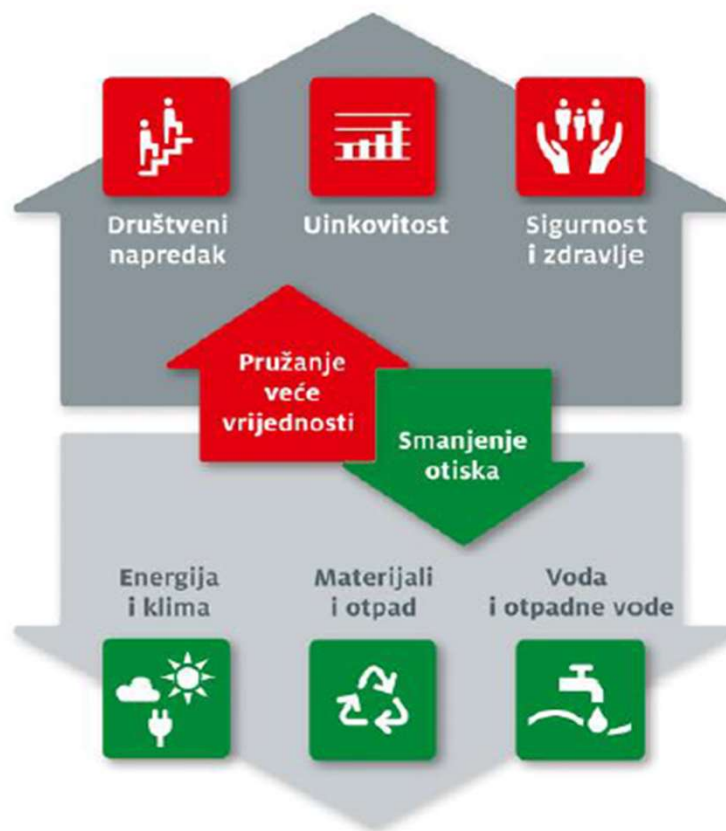 Društveni
napredak
Uinkovitost
Sigurnost
i zdravlje
Pružanje
veće
vrijednosti
Smanjenje
otiska
Energija
i klima
Materijali
i otpad
Voda
i otpadne vode